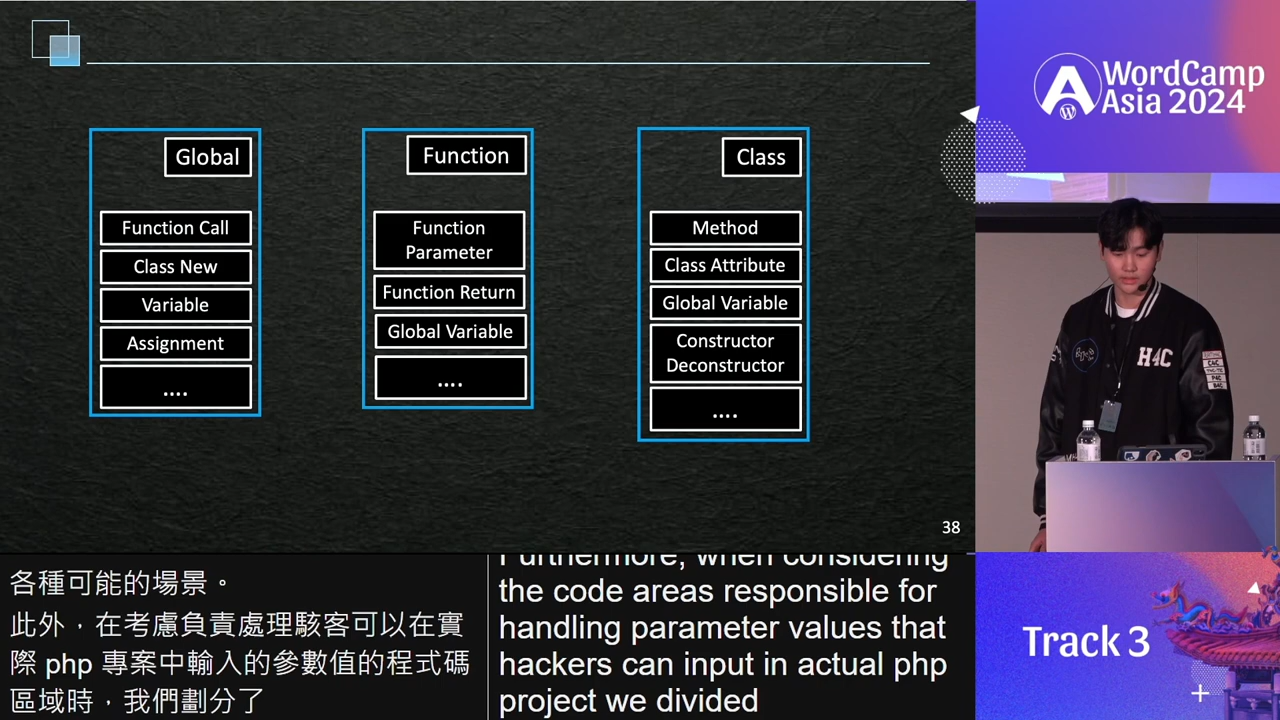 Global
Function Call
Class New
Variable
Assignment
....
Function
Function
Parameter
Function Return
Global Variable
....
Class
Method
Class Attribute
Global Variable
Constructor
Deconstructor
....
38
WordCamp
Asia 2024
H4C
Track 3
各種可能的場景。
此外，在考慮負責處理駭客可以在實
際 php 專案中輸入的參數值的程式碼
區域時，我們劃分了
Furthermore, when considering
the code areas responsible for
handling parameter values that
hackers can input in actual php
project we divided